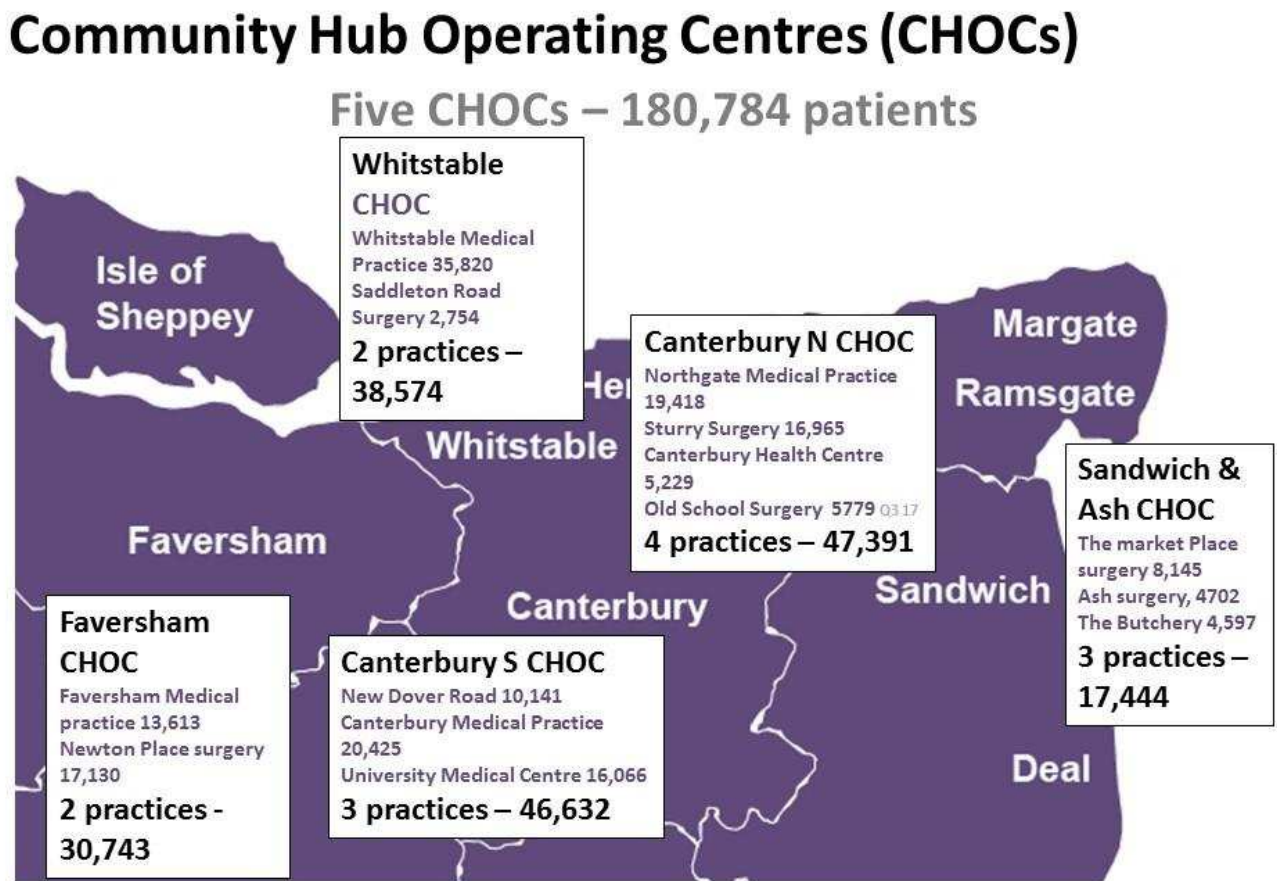 Community Hub Operating Centres (CHOCs)
Five CHOCs – 180,784 patients
Whitstable
CHOC
Whitstable Medical
Practice 35,820
Saddleton Road
Surgery 2,754
2 practices –
38,574
Isle of
Sheppey
Canterbury N CHOC
Northgate Medical Practice
19,418
Sturry Surgery 16,965
Canterbury Health Centre
5,229
Old School Surgery 5779 Q3 17
4 practices – 47,391
Margate
Ramsgate
Her
Whitstable
Sandwich &
Ash CHOC
The market Place
surgery 8,145
Ash surgery, 4702
The Butchery 4,597
3 practices –
17,444
Faversham
Canterbury
Sandwich
Faversham
CHOC
Faversham Medical
practice 13,613
Newton Place surgery
17,130
2 practices -
30,743
Canterbury S CHOC
New Dover Road 10,141
Canterbury Medical Practice
20,425
University Medical Centre 16,066
3 practices – 46,632
Deal